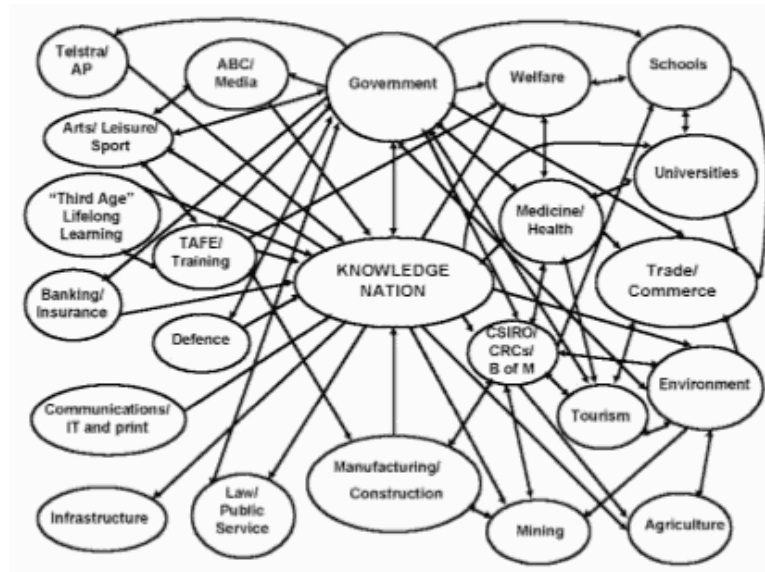 Telstra/
AP
ABC/
Media
Government
Welfare
Schools
Arts/ Leisure/
Sport
Universities
"Third Age"
Lifelong
Learning
Medicine/
Health
TAFE/
Training
KNOWLEDGE
NATION
Trade/
Commerce
Banking/
Insurance
Defence
CSIRO/
CRCs/
B of M
Environment
Tourism
Communications/
IT and print
Manufacturing/
Construction
Infrastructure
Law/
Public
Service
Mining
Agriculture